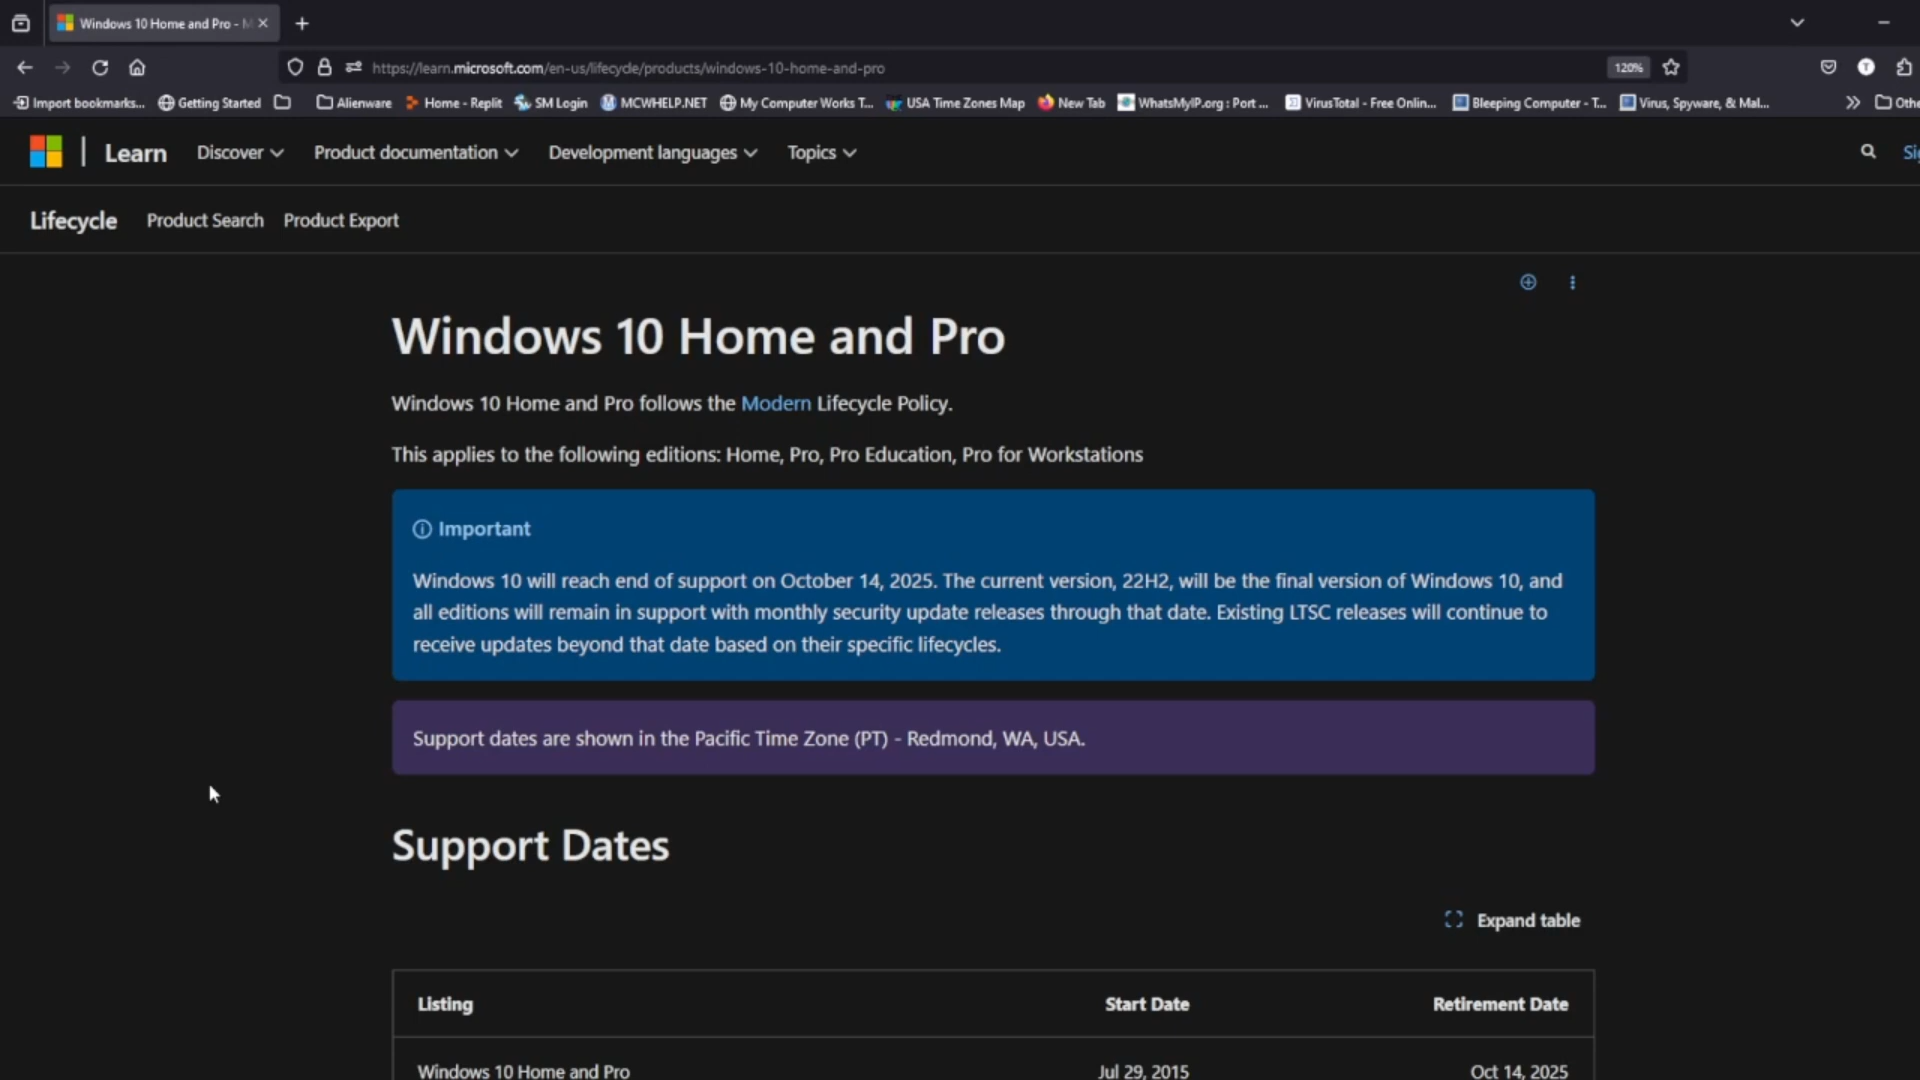 Windows 10 Home and Pro - M
https://learn.microsoft.com/en-us/lifecycle/products/windows-10-home-and-pro
120%
T
Import bookmarks...
Getting Started
Alienware
Home - Replit
SM Login
MCWHELP.NET
My Computer Works T...
USA Time Zones Map
New Tab
WhatsMyIP.org : Port ...
VirusTotal - Free Onlin...
Bleeping Computer - T...
Virus, Spyware, & Mal...
Othe
Learn
Discover
Product documentation
Development languages
Topics
Sig
Lifecycle
Product Search
Product Export
Windows 10 Home and Pro
Windows 10 Home and Pro follows the Modern Lifecycle Policy.
This applies to the following editions: Home, Pro, Pro Education, Pro for Workstations
Important
Windows 10 will reach end of support on October 14, 2025. The current version, 22H2, will be the final version of Windows 10, and
all editions will remain in support with monthly security update releases through that date. Existing LTSC releases will continue to
receive updates beyond that date based on their specific lifecycles.
Support dates are shown in the Pacific Time Zone (PT) - Redmond, WA, USA.
Support Dates
Expand table
Listing
Start Date
Retirement Date
Windows 10 Home and Pro
Jul 29, 2015
Oct 14, 2025